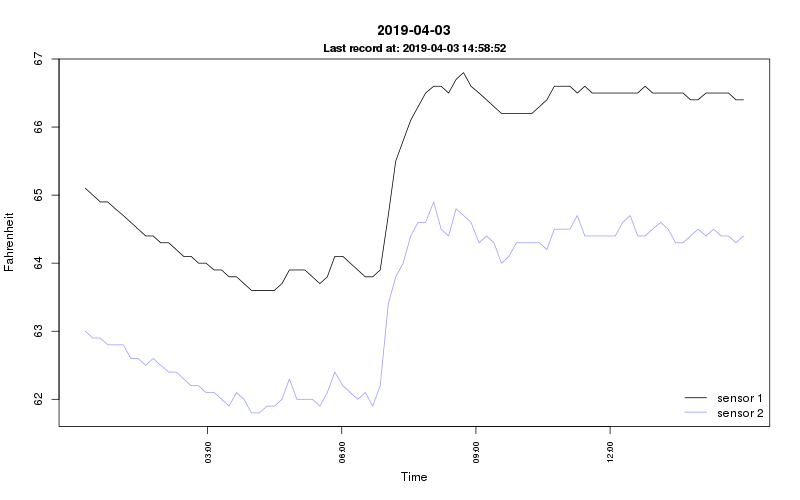 2019-04-03
Last record at: 2019-04-03 14:58:52
67
66
65
64
63
62
Fahrenheit
03:00
06:00
09:00
12:00
Time
sensor 1
sensor 2